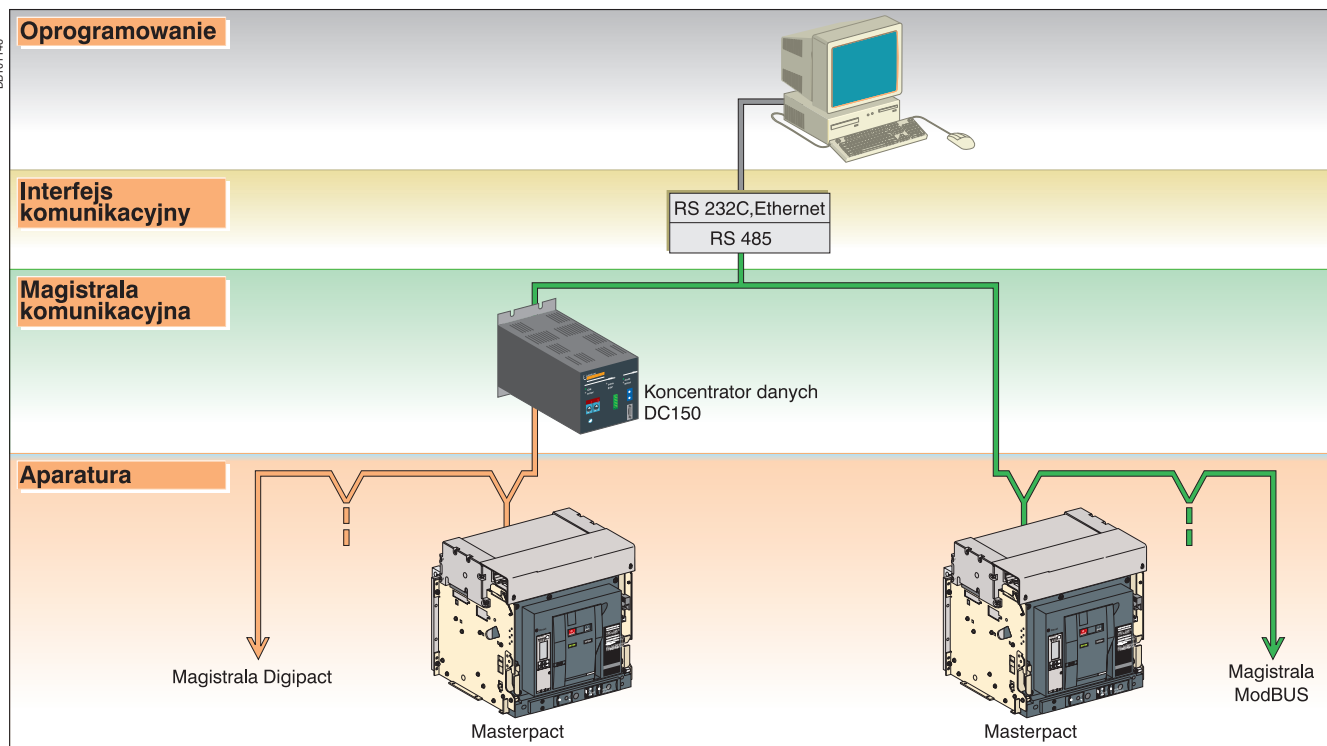 Oprogramowanie
Interfejs
komunikacyjny
RS 232C,Ethernet
RS 485
Magistrala
komunikacyjna
Koncentrator danych
DC150
Aparatura
Magistrala Digipact
Masterpact
Masterpact
Magistrala
ModBUS